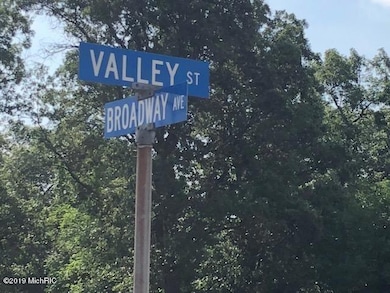 VALLEY ST
BROADWAY AVE
©2019 MichRIC